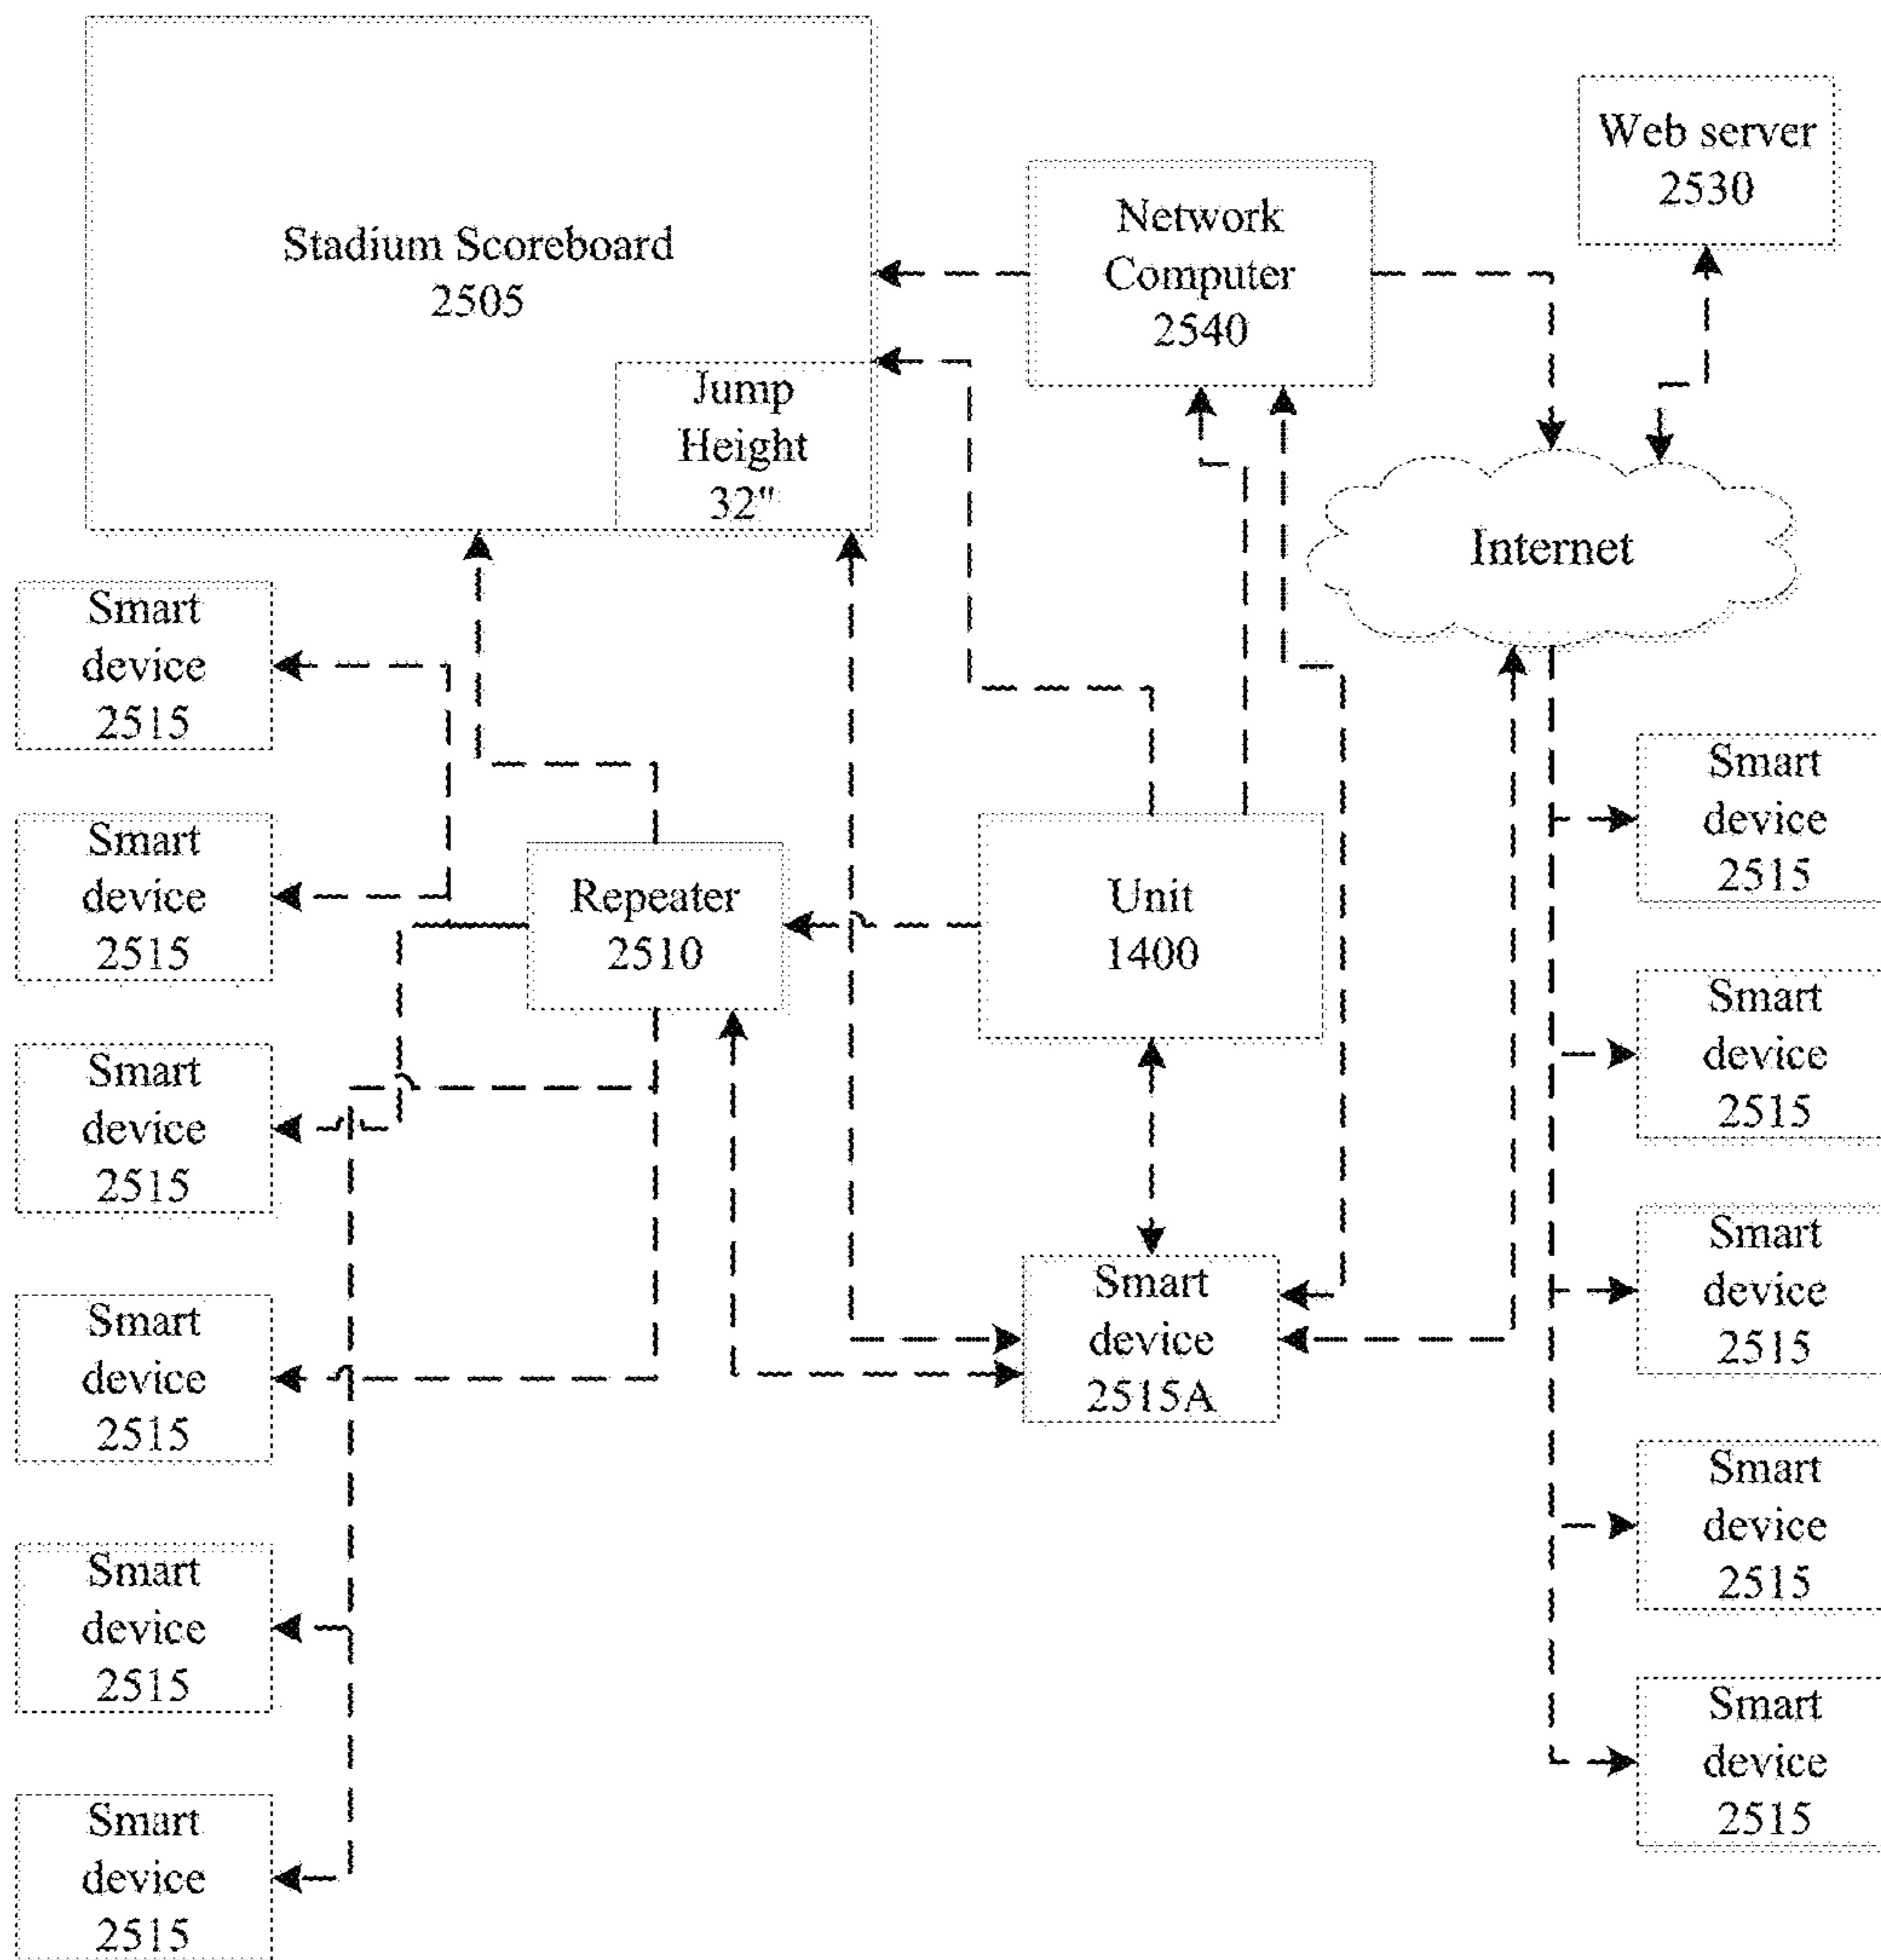 Stadium Scoreboard
2505
Jump
Height
32"
Network
Computer
2540
Web server
2530
Internet
Smart
device
2515
Smart
device
2515
Smart
device
2515
Smart
device
2515
Smart
device
2515
Smart
device
2515
Repeater
2510
Unit
1400
Smart
device
2515A
Smart
device
2515
Smart
device
2515
Smart
device
2515
Smart
device
2515
Smart
device
2515